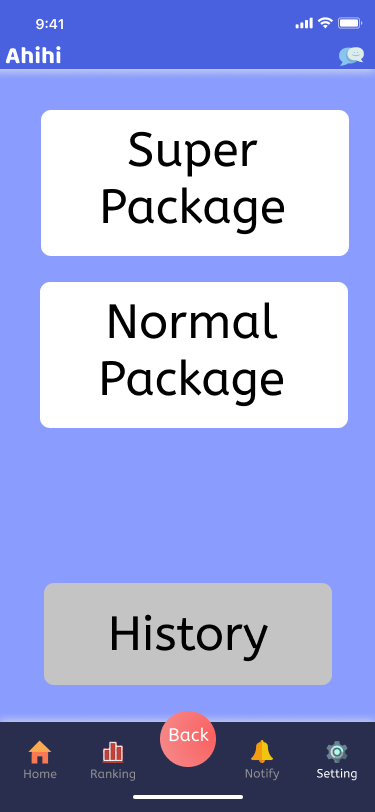 9:41
Ahihi
Super
Package
Normal
Package
History
Back
Home
Ranking
Notify
Setting